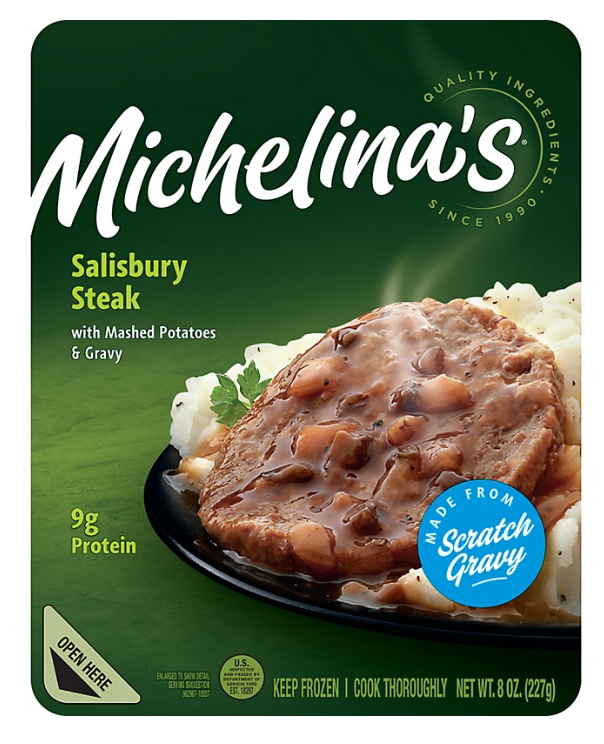 QUALITY INGREDIENTS · SINCE 1990 ·
Michelina's®
Salisbury
Steak
with Mashed Potatoes
& Gravy
9g
Protein
MADE FROM
Scratch
Gravy
OPEN HERE
ENLARGED TO SHOW DETAIL
SERVING SUGGESTION
U.S.
INSPECTED
AND PASSED BY
DEPARTMENT OF
AGRICULTURE
EST. 18297
KEEP FROZEN | COOK THOROUGHLY NET WT. 8 OZ. (227g)